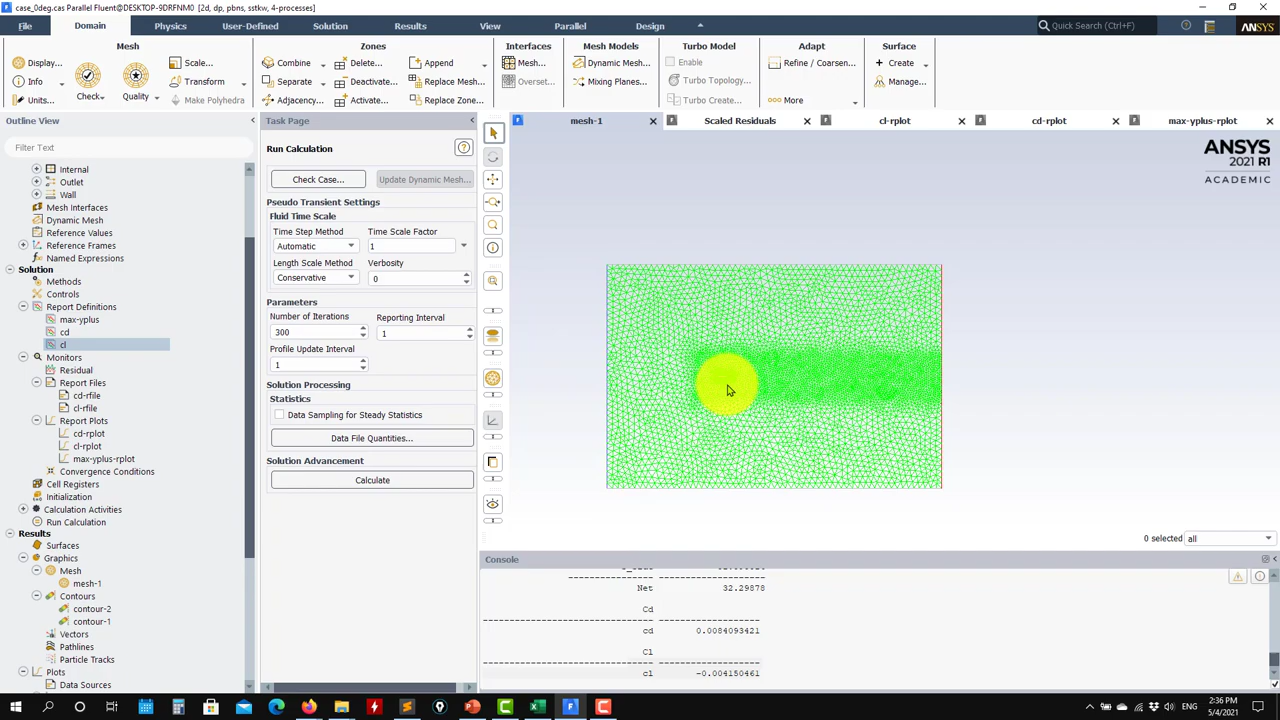 case_0deg.cas Parallel Fluent@DESKTOP-9DRFNM0 [2d, dp, pbns, sstkw, 4-processes]
File Domain Physics User-Defined Solution Results View Parallel Design Quick Search (Ctrl+F) ANSYS
Mesh Zones Interfaces Mesh Models Turbo Model Adapt Surface
Display... Scale... Combine Delete... Append Mesh... Dynamic Mesh... Enable Refine / Coarsen... Create
Info Check Quality Transform Separate Deactivate... Replace Mesh... Overset... Mixing Planes... Turbo Topology... Manage...
Units... Make Polyhedra Adjacency... Activate... Replace Zone... Turbo Create... More
Outline View Task Page mesh-1 Scaled Residuals cl-rplot cd-rplot max-yplus-rplot
Filter Text
Internal
Outlet
Wall
Mesh Interfaces
Dynamic Mesh
Reference Values
Reference Frames
Named Expressions
Solution
Methods
Controls
Report Definitions
max-yplus
cd
cl
Monitors
Residual
Report Files
cd-rfile
cl-rfile
Report Plots
cd-rplot
cl-rplot
max-yplus-rplot
Convergence Conditions
Cell Registers
Initialization
Calculation Activities
Run Calculation
Results
Surfaces
Graphics
Mesh
mesh-1
Contours
contour-2
contour-1
Vectors
Pathlines
Particle Tracks
Plots
Data Sources
Run Calculation
Check Case... Update Dynamic Mesh...
Pseudo Transient Settings
Fluid Time Scale
Time Step Method Time Scale Factor
Automatic 1
Length Scale Method Verbosity
Conservative 0
Parameters
Number of Iterations Reporting Interval
300 1
Profile Update Interval
1
Solution Processing
Statistics
Data Sampling for Steady Statistics
Data File Quantities...
Solution Advancement
Calculate
ANSYS
2021 R1
ACADEMIC
0 selected all
Console
Net 32.29878
Cd
cd 0.0084093421
Cl
cl -0.004150461
ENG 2:36 PM
5/4/2021